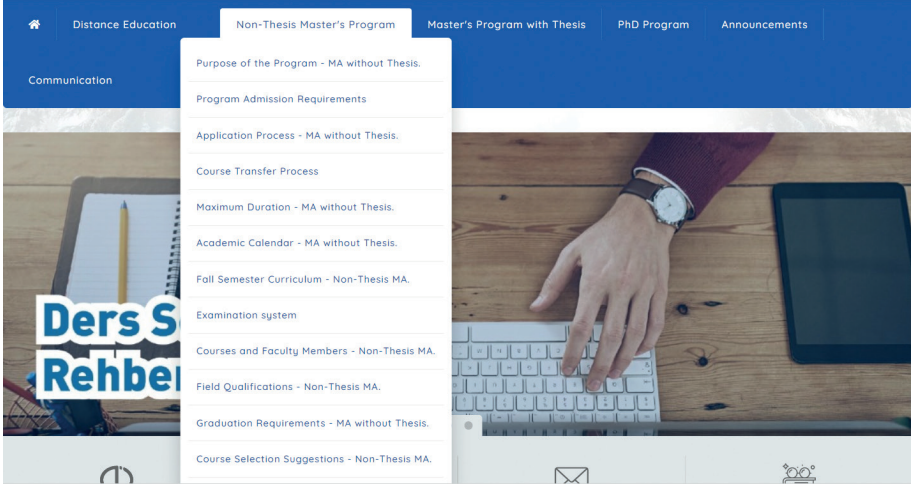 Distance Education
Non-Thesis Master's Program
Master's Program with Thesis
PhD Program
Announcements
Communication
Purpose of the Program - MA without Thesis.
Program Admission Requirements
Application Process - MA without Thesis.
Course Transfer Process
Maximum Duration - MA without Thesis.
Academic Calendar - MA without Thesis.
Fall Semester Curriculum - Non-Thesis MA.
Examination system
Courses and Faculty Members - Non-Thesis MA.
Field Qualifications - Non-Thesis MA.
Graduation Requirements - MA without Thesis.
Course Selection Suggestions - Non-Thesis MA.
Ders S
Rehber